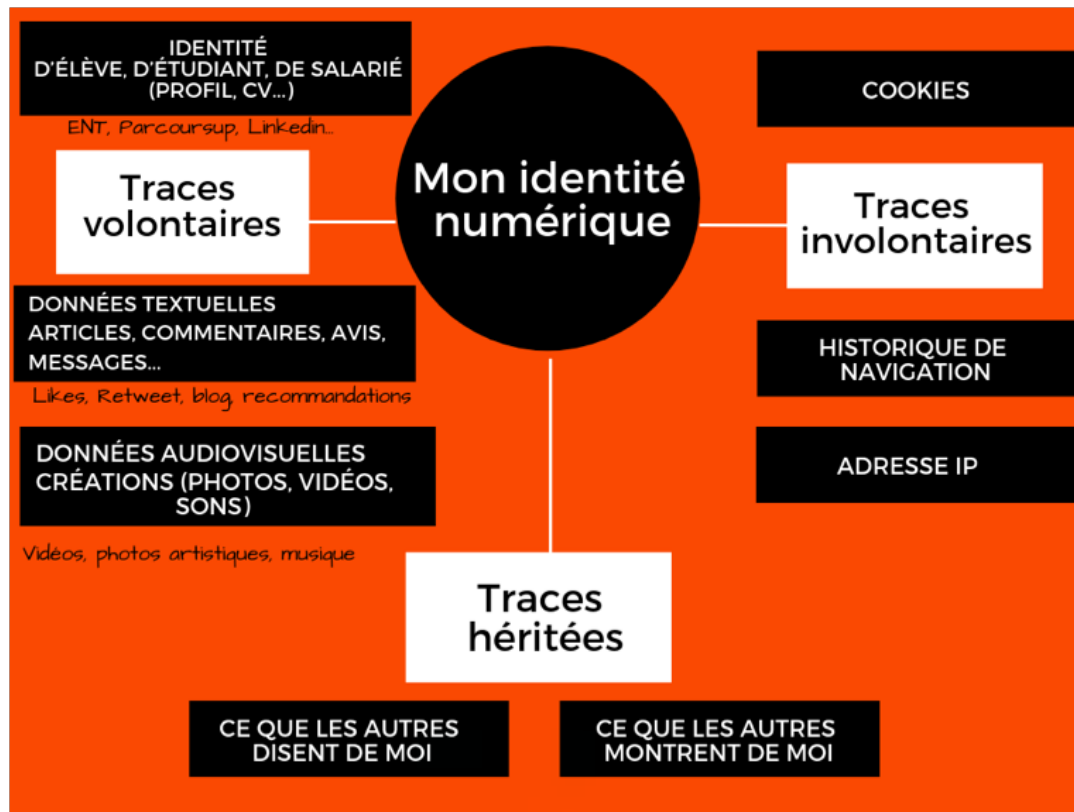 IDENTITÉ
D'ÉLÈVE, D'ÉTUDIANT, DE SALARIÉ
(PROFIL, CV...)
ENT, Parcoursup, Linkedin...
Traces
volontaires
DONNÉES TEXTUELLES
ARTICLES, COMMENTAIRES, AVIS,
MESSAGES...
Likes, Retweet, blog, recommandations
DONNÉES AUDIOVISUELLES
CRÉATIONS (PHOTOS, VIDÉOS,
SONS)
Vidéos, photos artistiques, musique
Mon identité
numérique
COOKIES
Traces
involontaires
HISTORIQUE DE
NAVIGATION
ADRESSE IP
Traces
héritées
CE QUE LES AUTRES
DISENT DE MOI
CE QUE LES AUTRES
MONTRENT DE MOI